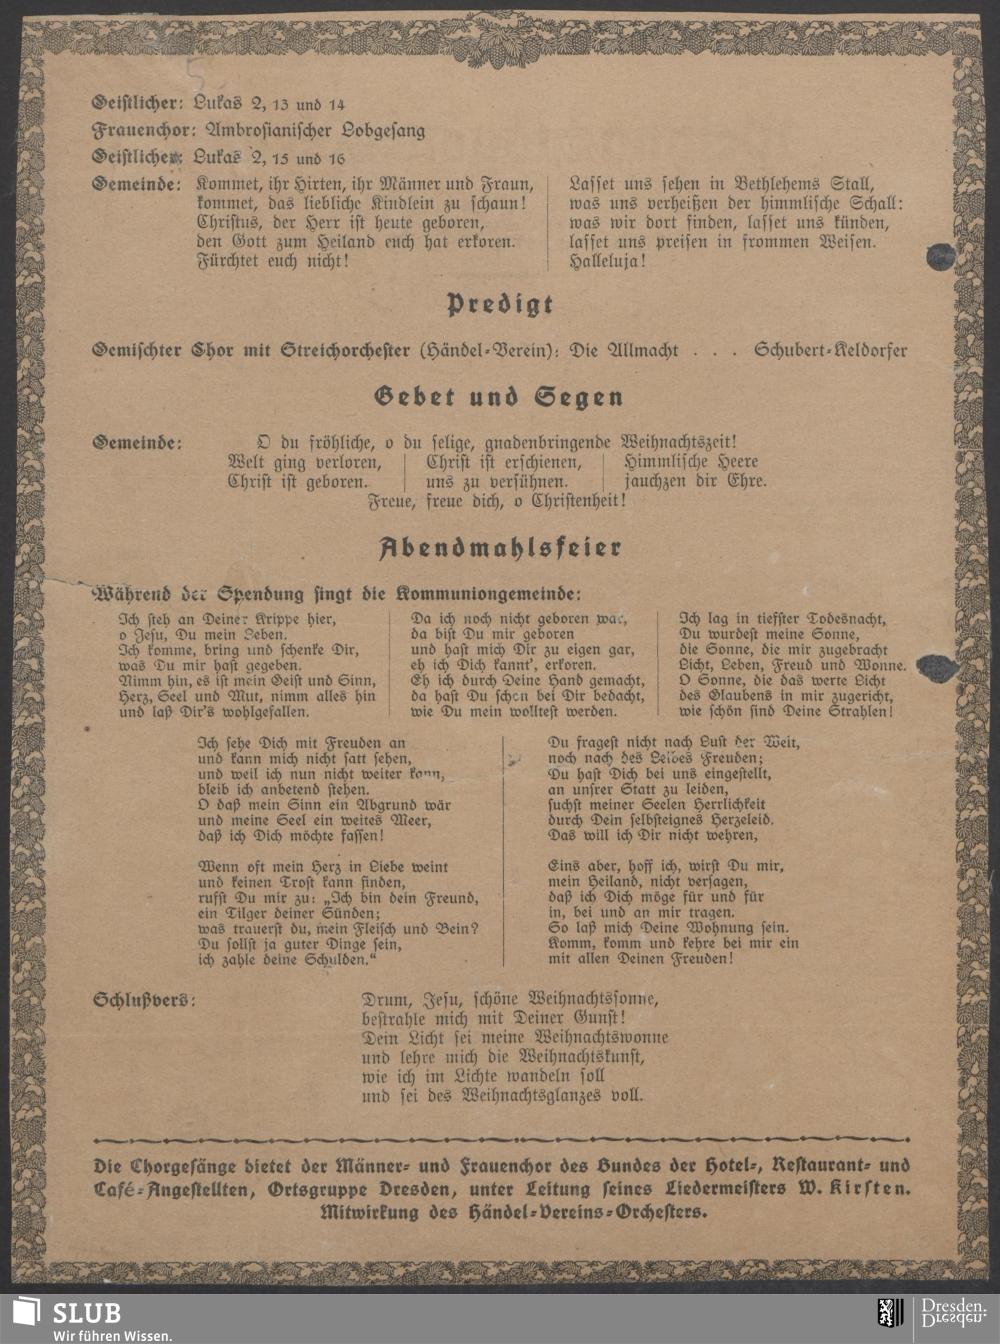 Geistlicher: Lukas 2, 13 und 14
Frauenchor: Ambrosianischer Lobgesang
Geistlicher: Lukas 2, 15 und 16
Gemeinde: Kommet, ihr Hirten, ihr Männer und Fraun,
kommet, das liebliche Kindlein zu schaun!
Christus, der Herr ist heute geboren,
den Gott zum Heiland euch hat erkoren.
Fürchtet euch nicht!
Lasset uns sehen in Bethlehems Stall,
was uns verheißen der himmlische Schall:
was wir dort finden, lasset uns künden,
lasset uns preisen in frommen Weisen.
Halleluja!
Predigt
Gemischter Chor mit Streichorchester (Händel-Verein): Die Allmacht . . . Schubert-Keldorfer
Gebet und Segen
Gemeinde: O du fröhliche, o du selige, gnadenbringende Weihnachtszeit!
Welt ging verloren,
Christ ist geboren.
Christ ist erschienen,
uns zu versühnen.
Himmlische Heere
jauchzen dir Ehre.
Freue, freue dich, o Christenheit!
Abendmahlsfeier
Während der Spendung singt die Kommuniongemeinde:
Ich steh an Deiner Krippe hier,
o Jesu, Du mein Leben.
Ich komme, bring und schenke Dir,
was Du mir hast gegeben.
Nimm hin, es ist mein Geist und Sinn,
Herz, Seel und Mut, nimm alles hin
und laß Dir's wohlgefallen.
Da ich noch nicht geboren war,
da bist Du mir geboren
und hast mich Dir zu eigen gar,
eh ich Dich kannt', erkoren.
Eh ich durch Deine Hand gemacht,
da hast Du schon bei Dir bedacht,
wie Du mein wolltest werden.
Ich lag in tiefster Todesnacht,
Du wurdest meine Sonne,
die Sonne, die mir zugebracht
Licht, Leben, Freud und Wonne.
O Sonne, die das werte Licht
des Glaubens in mir zugericht,
wie schön sind Deine Strahlen!
Ich sehe Dich mit Freuden an
und kann mich nicht satt sehen,
und weil ich nun nicht weiter kann,
bleib ich anbetend stehen.
O daß mein Sinn ein Abgrund wär
und meine Seel ein weites Meer,
daß ich Dich möchte fassen!
Wenn oft mein Herz in Liebe weint
und keinen Trost kann finden,
rufst Du mir zu: „Ich bin dein Freund,
ein Tilger deiner Sünden;
was trauerst du, mein Fleisch und Bein?
Du sollst ja guter Dinge sein,
ich zahle deine Schulden.“
Du fragest nicht nach Lust der Welt,
noch nach des Leibes Freuden;
Du hast Dich bei uns eingestellt,
an unsrer Statt zu leiden,
suchst meiner Seelen Herrlichkeit
durch Dein selbsteignes Herzeleid.
Das will ich Dir nicht wehren,
Eins aber, hoff ich, wirst Du mir,
mein Heiland, nicht versagen,
daß ich Dich möge für und für
in, bei und an mir tragen.
So laß mich Deine Wohnung sein.
Komm, komm und kehre bei mir ein
mit allen Deinen Freuden!
Schlußvers: Drum, Jesu, schöne Weihnachtssonne,
bestrahle mich mit Deiner Gunst!
Dein Licht sei meine Weihnachtswonne
und lehre mich die Weihnachtskunst,
wie ich im Lichte wandeln soll
und sei des Weihnachtsglanzes voll.
Die Chorgesänge bietet der Männer- und Frauenchor des Bundes der Hotel-, Restaurant- und
Café-Angestellten, Ortsgruppe Dresden, unter Leitung seines Liedermeisters W. Kirsten.
Mitwirkung des Händel-Vereins-Orchesters.
SLUB
Wir führen Wissen.
Dresden.
Dresden.